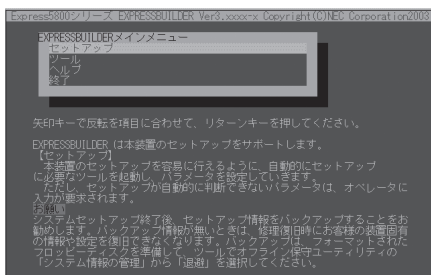 Express5800シリーズ EXPRESSBUILDER Ver3.xxxx-x Copyright(C)NEC Corporation2003
EXPRESSBUILDERメインメニュー
セットアップ
ツール
ヘルプ
終了
矢印キーで反転を項目に合わせて、リターンキーを押してください。
EXPRESSBUILDER は本装置のセットアップをサポートします。
【セットアップ】
本装置のセットアップを容易に行えるように、自動的にセットアップ
に必要なツールを起動し、パラメータを設定していきます。
ただし、セットアップが自動的に判断できないパラメータは、オペレータに
入力が要求されます。
システムセットアップ終了後、セットアップ情報をバックアップすることをお
勧めします。バックアップ情報が無いときは、修理復旧時にお客様の装置固有
の情報や設定を復旧できなくなります。バックアップは、フォーマットされた
フロッピーディスクを準備して、ツールでオフライン保守ユーティリティの
「システム情報の管理」から「退避」を選択してください。